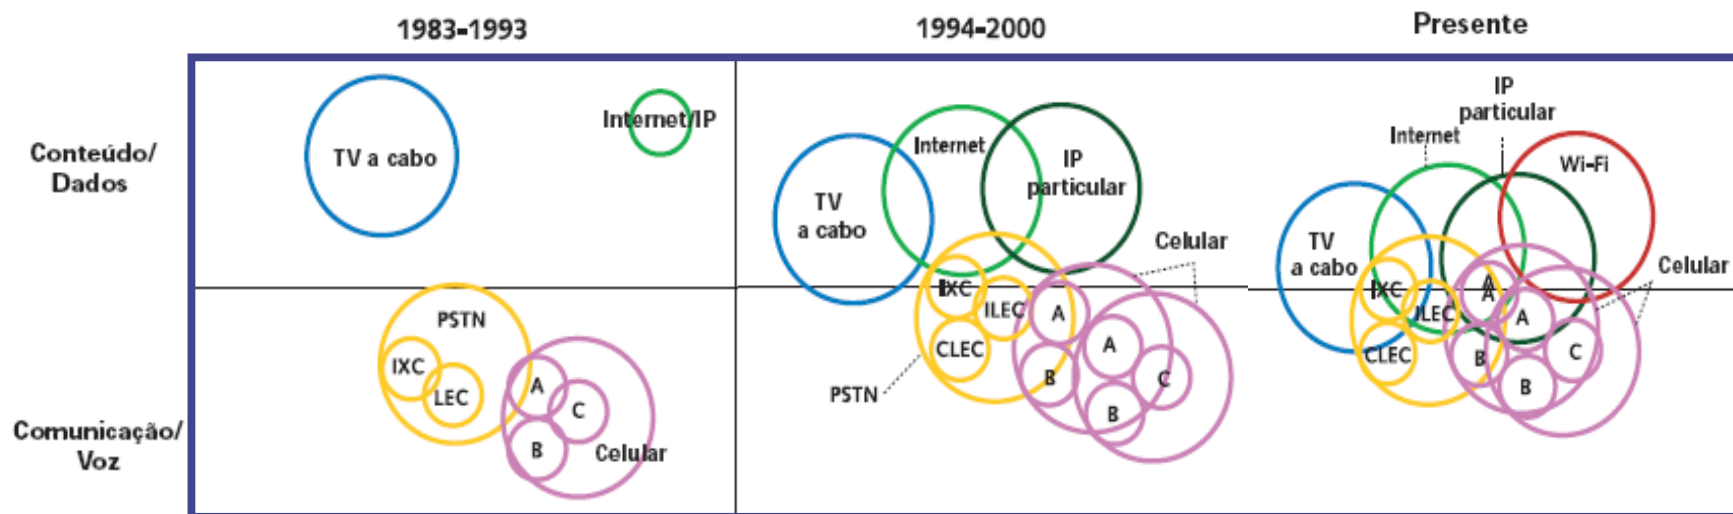 1983-1993
1994-2000
Presente
Conteúdo/
Dados
Comunicação/
Voz
TV a cabo
Internet/IP
PSTN
IXC
LEC
A
C
B
Celular
Internet
IP
particular
TV
a cabo
Celular
IXC
ILEC
A
CLEC
A
B
C
PSTN
B
IP
particular
Internet
Wi-Fi
TV
a cabo
Celular
IXC
A
A
ILEC
A
CLEC
B
C
B